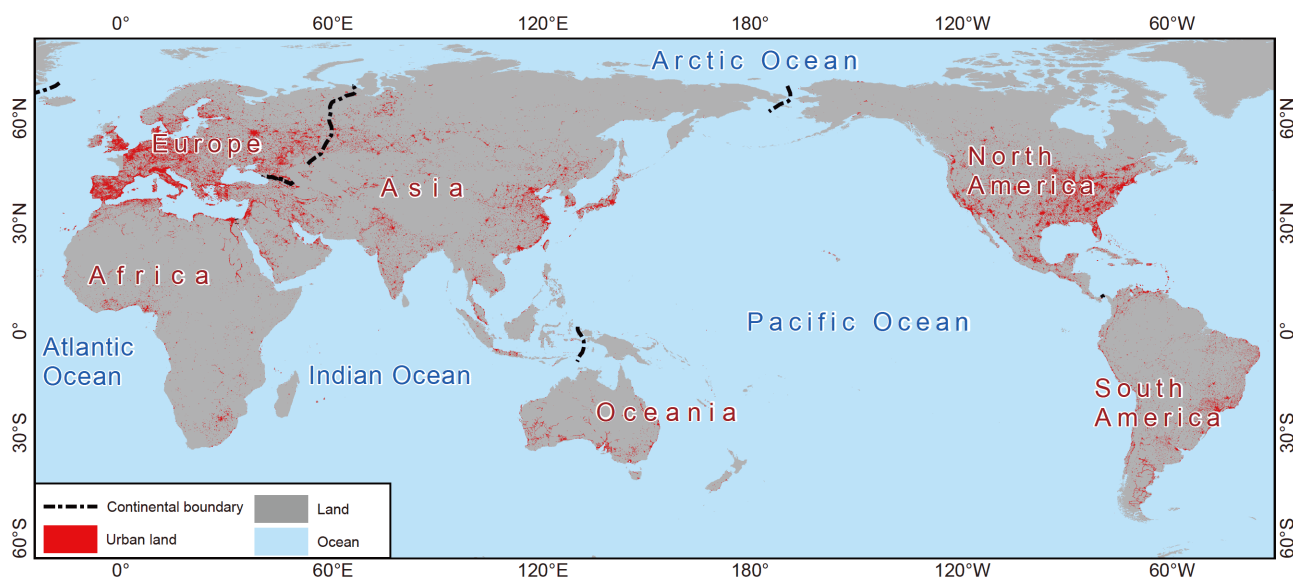 0° 60°E 120°E 180° 120°W 60°W
Arctic Ocean
60°N 60°N
Europe
North
America
Asia
30°N 30°N
Africa
Pacific Ocean
0° 0°
Atlantic
Ocean
Indian Ocean
South
America
Oceania
30°S 30°S
Continental boundary Land
Urban land Ocean
60°S 60°S
0° 60°E 120°E 180° 120°W 60°W